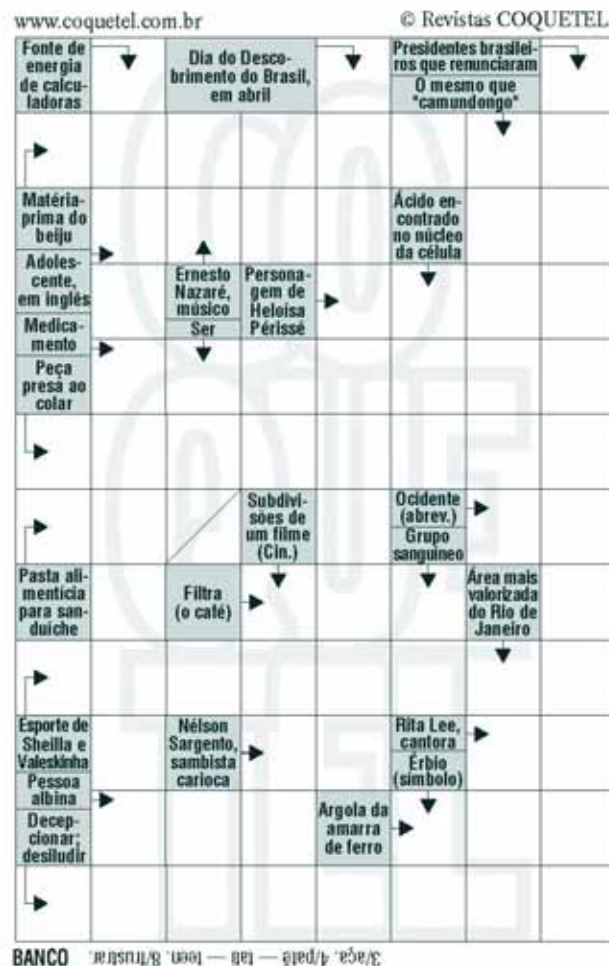 www.coquetel.com.br
© Revistas COQUETEL
Fonte de
energia
de calcu-
ladoras
Dia do Desco-
brimento do Brasil,
em abril
Presidentes brasilei-
ros que renunciaram
O mesmo que
"camundongo"
Matéria-
prima do
beiju
Ácido en-
contrado
no núcleo
da célula
Adoles-
cente,
em inglês
Ernesto
Nazaré,
músico
Ser
Persona-
gem de
Heloisa
Périssé
Medica-
mento
Peça
presa ao
colar
Subdivi-
sões de
um filme
(Cin.)
Ocidente
(abrev.)
Grupo
sanguíneo
Pasta ali-
mentícia
para san-
duíche
Filtra
(o café)
Área mais
valorizada
do Rio de
Janeiro
Esporte de
Sheilla e
Valeskinha
Nélson
Sargento,
sambista
carioca
Rita Lee,
cantora
Érbio
(símbolo)
Pessoa
albina
Decep-
cionar;
desiludir
Argola da
amarra
de ferro
BANCO
3/aça. 4/patê — tati — teen. 8/frustrar.
COQUETEL